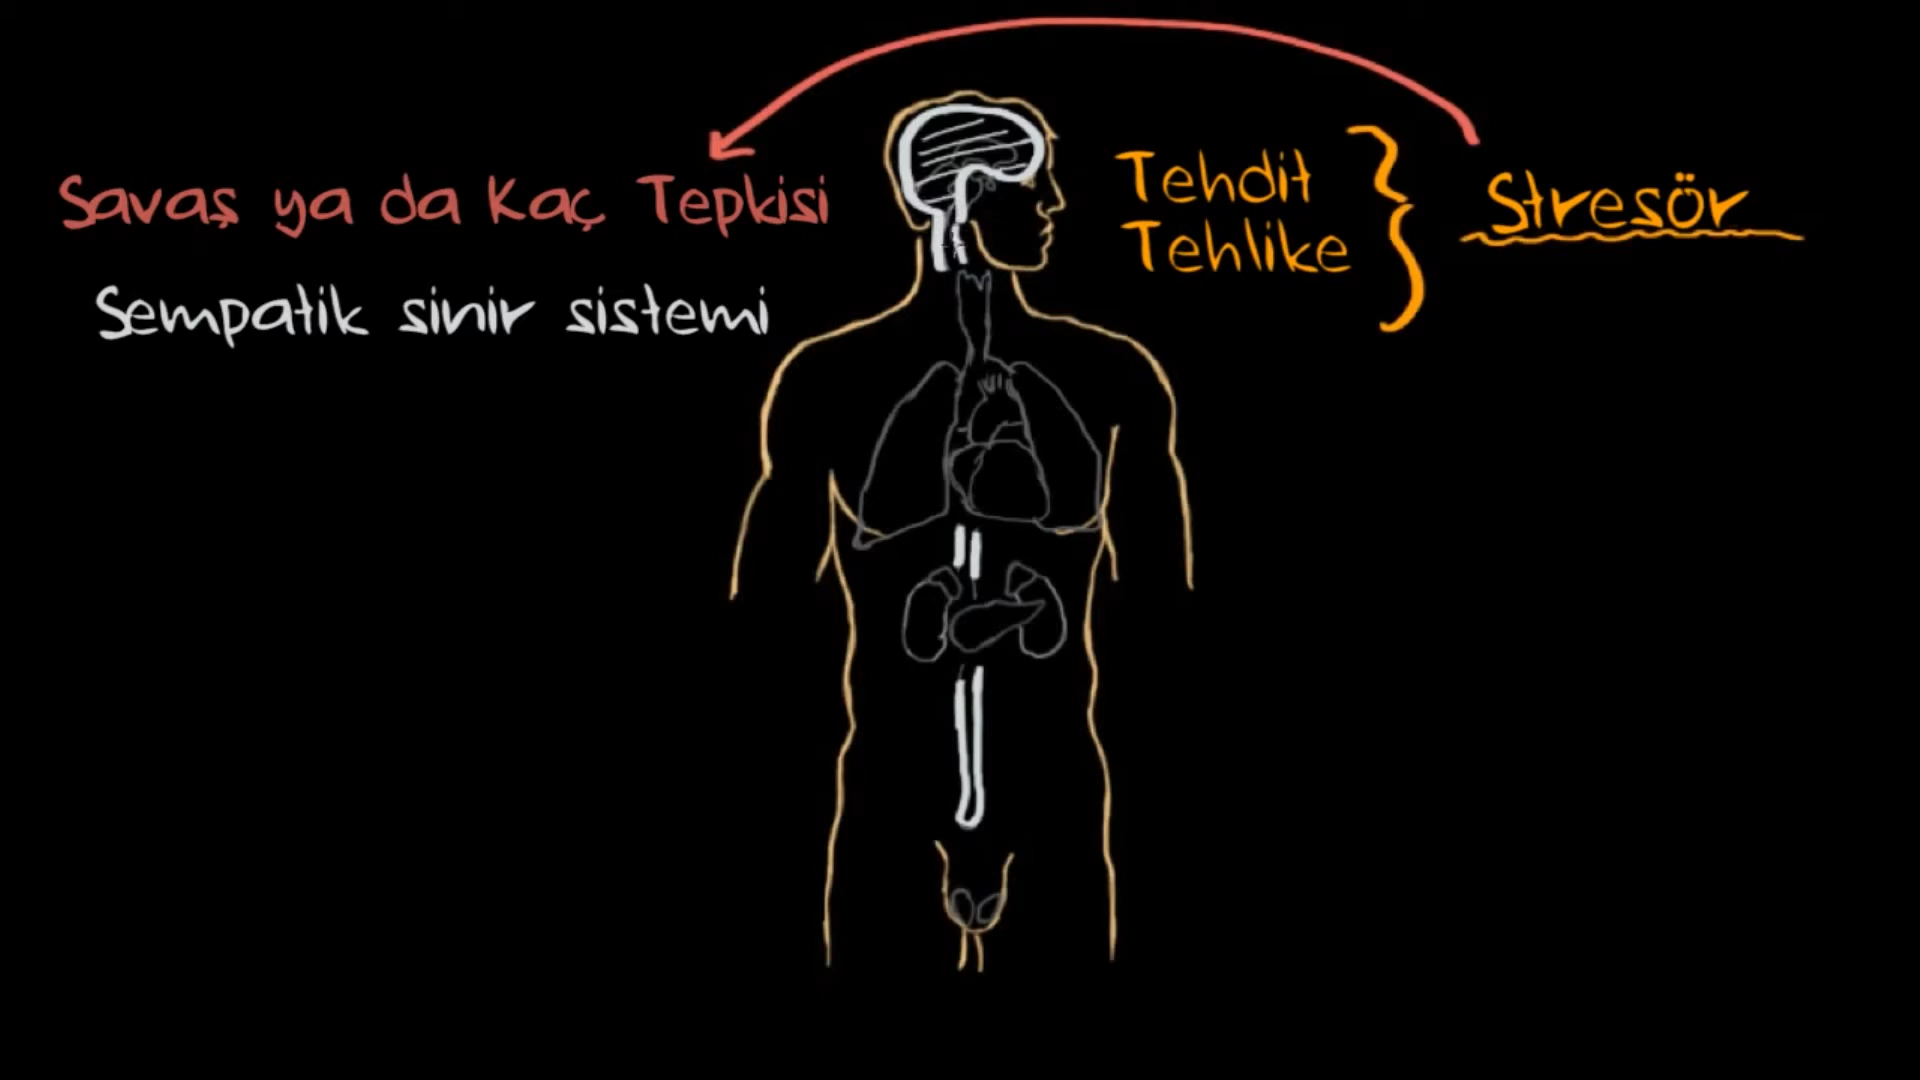 Savaş ya da Kaç Tepkisi
Sempatik sinir sistemi
Tehdit
Tehlike
Stresör